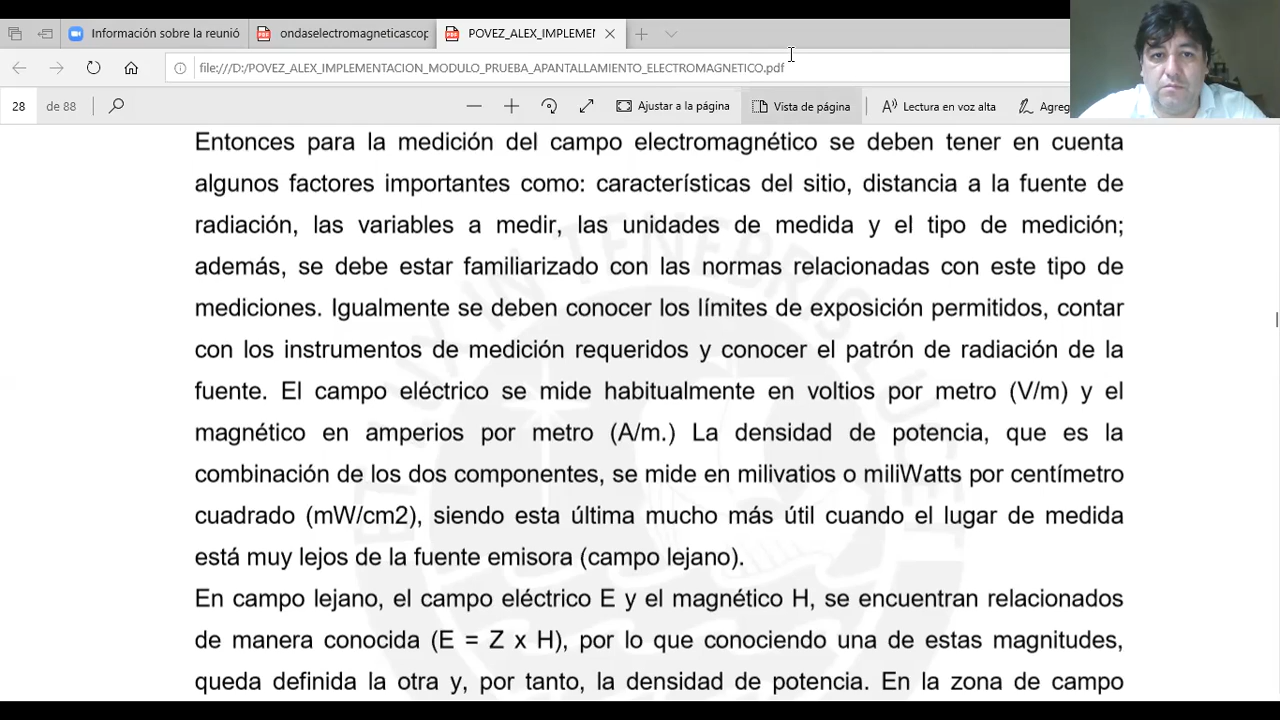 Información sobre la reunió
ondaselectromagneticascop
POVEZ_ALEX_IMPLEMEN
file:///D:/POVEZ_ALEX_IMPLEMENTACION_MODULO_PRUEBA_APANTALLAMIENTO_ELECTROMAGNETICO.pdf
28 de 88
Ajustar a la página
Vista de página
Lectura en voz alta
Agreg
Entonces para la medición del campo electromagnético se deben tener en cuenta
algunos factores importantes como: características del sitio, distancia a la fuente de
radiación, las variables a medir, las unidades de medida y el tipo de medición;
además, se debe estar familiarizado con las normas relacionadas con este tipo de
mediciones. Igualmente se deben conocer los límites de exposición permitidos, contar
con los instrumentos de medición requeridos y conocer el patrón de radiación de la
fuente. El campo eléctrico se mide habitualmente en voltios por metro (V/m) y el
magnético en amperios por metro (A/m.) La densidad de potencia, que es la
combinación de los dos componentes, se mide en milivatios o miliWatts por centímetro
cuadrado (mW/cm2), siendo esta última mucho más útil cuando el lugar de medida
está muy lejos de la fuente emisora (campo lejano).
En campo lejano, el campo eléctrico E y el magnético H, se encuentran relacionados
de manera conocida (E = Z x H), por lo que conociendo una de estas magnitudes,
queda definida la otra y, por tanto, la densidad de potencia. En la zona de campo